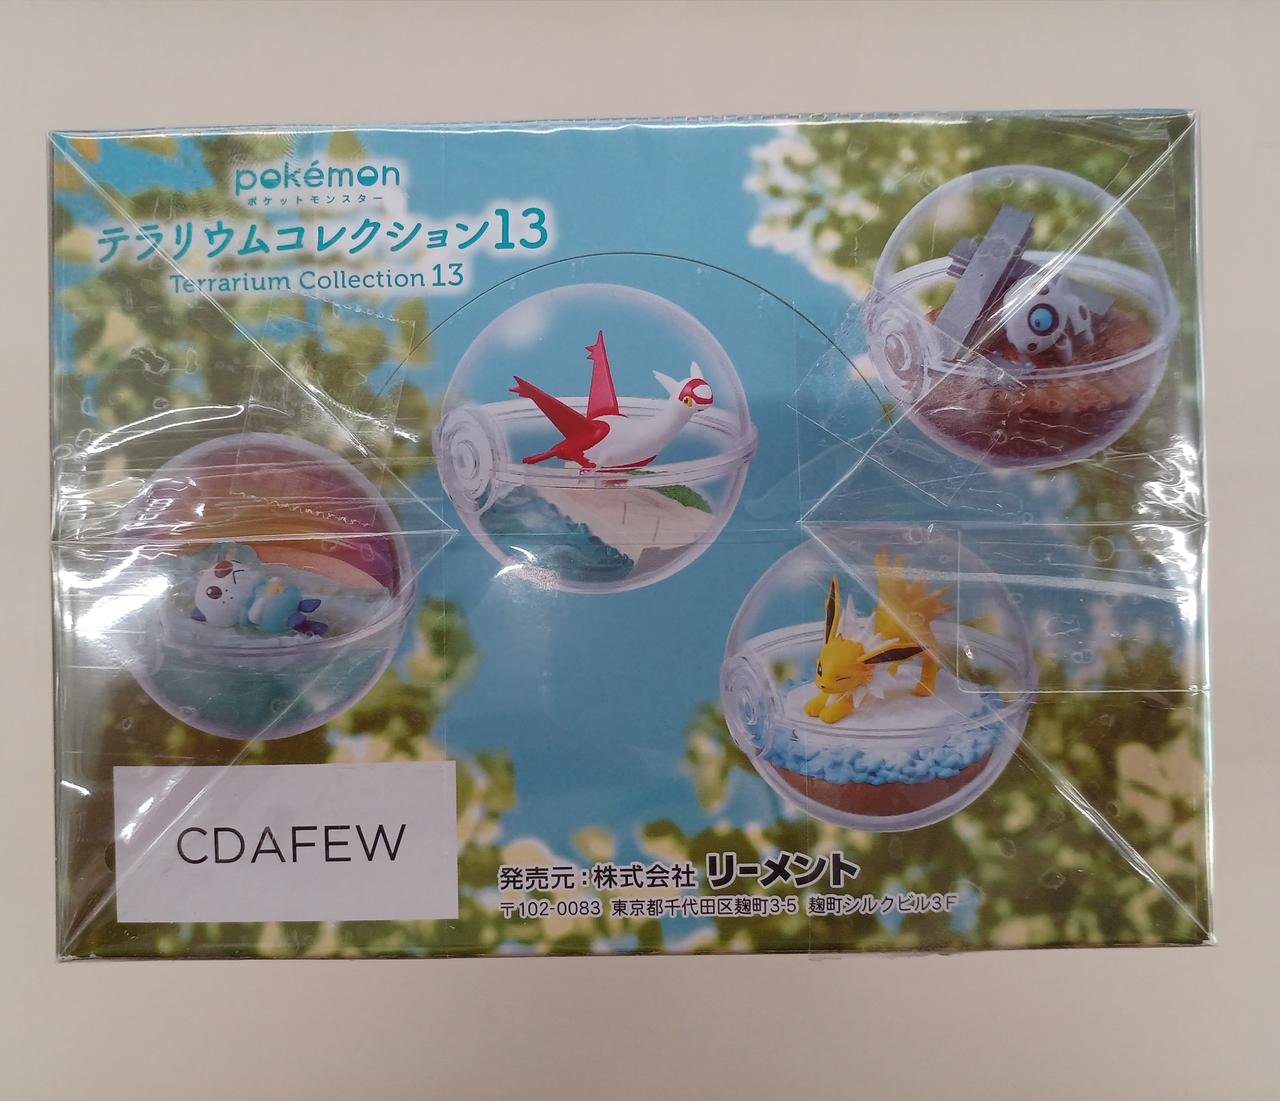 pokémon
ポケットモンスター
テラリウムコレクション13
Terrarium Collection 13
CDAFEW
発売元：株式会社 リーメント
〒102-0083 東京都千代田区麹町3-5 麹町シルクビル3F